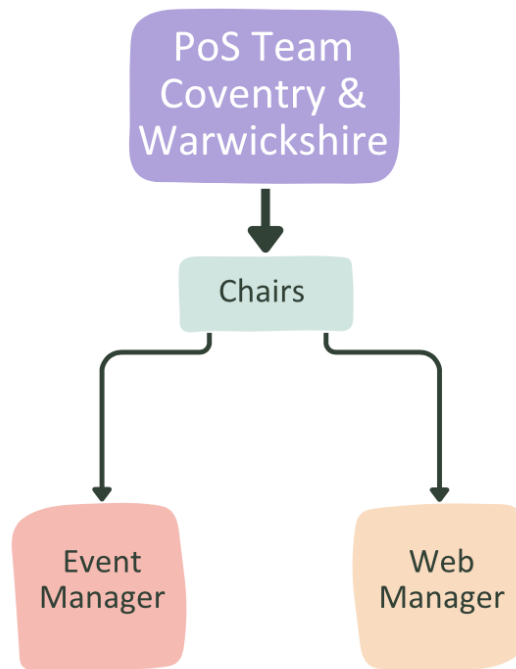 PoS Team
Coventry &
Warwickshire
Chairs
Event
Manager
Web
Manager